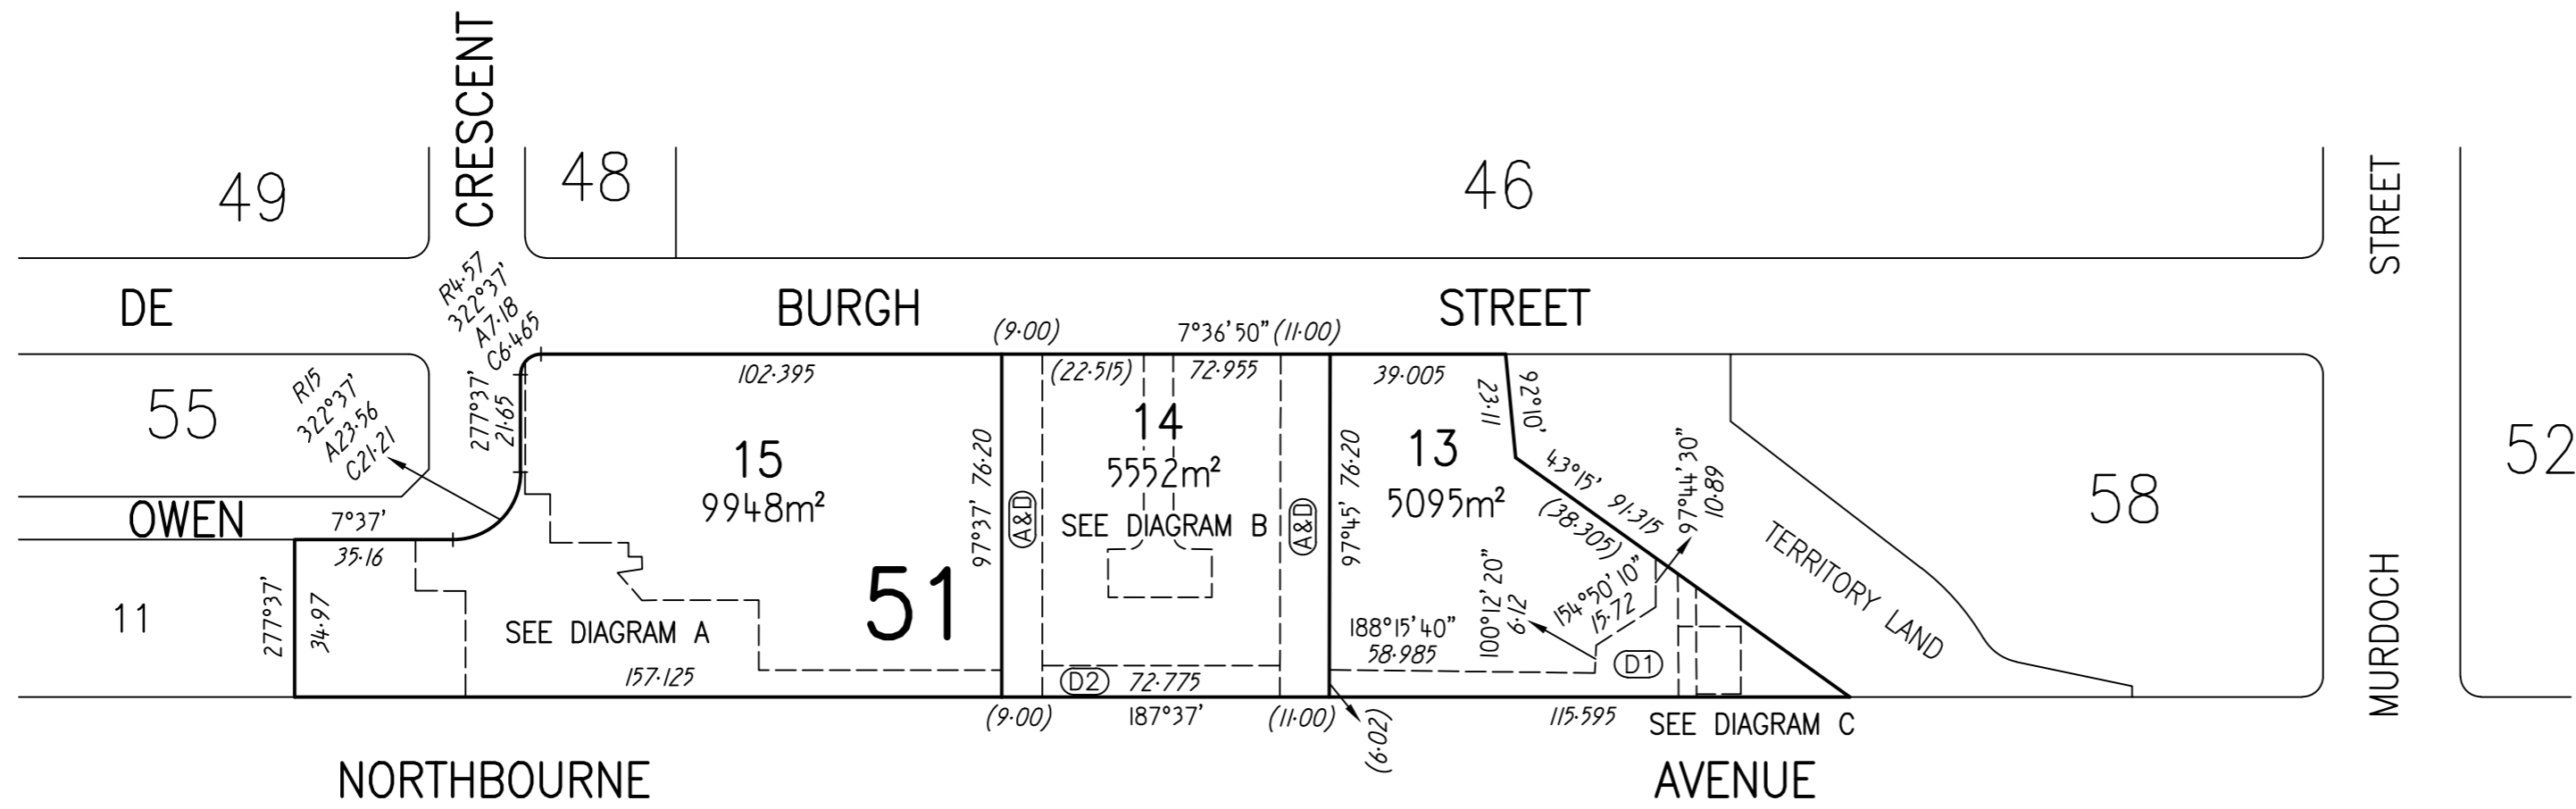 CRESCENT
49
48
46
STREET
DE
BURGH
STREET
R4·57
322°37'
A7·18
C6·465
(9·00)
7°36'50"
(11·00)
102·395
(22·515)
72·955
39·005
55
R15
322°37'
A23·56
C21·21
277°37'
21·65
23·11
92°10'
52
15
9948m²
97°37' 76·20
A&D
14
5552m²
SEE DIAGRAM B
A&D
97°45' 76·20
13
5095m²
43°15' 91·315
(38·305)
97°44'30"
10·89
58
OWEN
7°37'
35·16
TERRITORY LAND
11
277°37'
34·97
SEE DIAGRAM A
51
157·125
D2
72·775
188°15'40"
58·985
100°12'20"
6·12
154°50'10"
15·72
D1
MURDOCH
(9·00)
187°37'
(11·00)
(6·02)
115·595
SEE DIAGRAM C
NORTHBOURNE
AVENUE